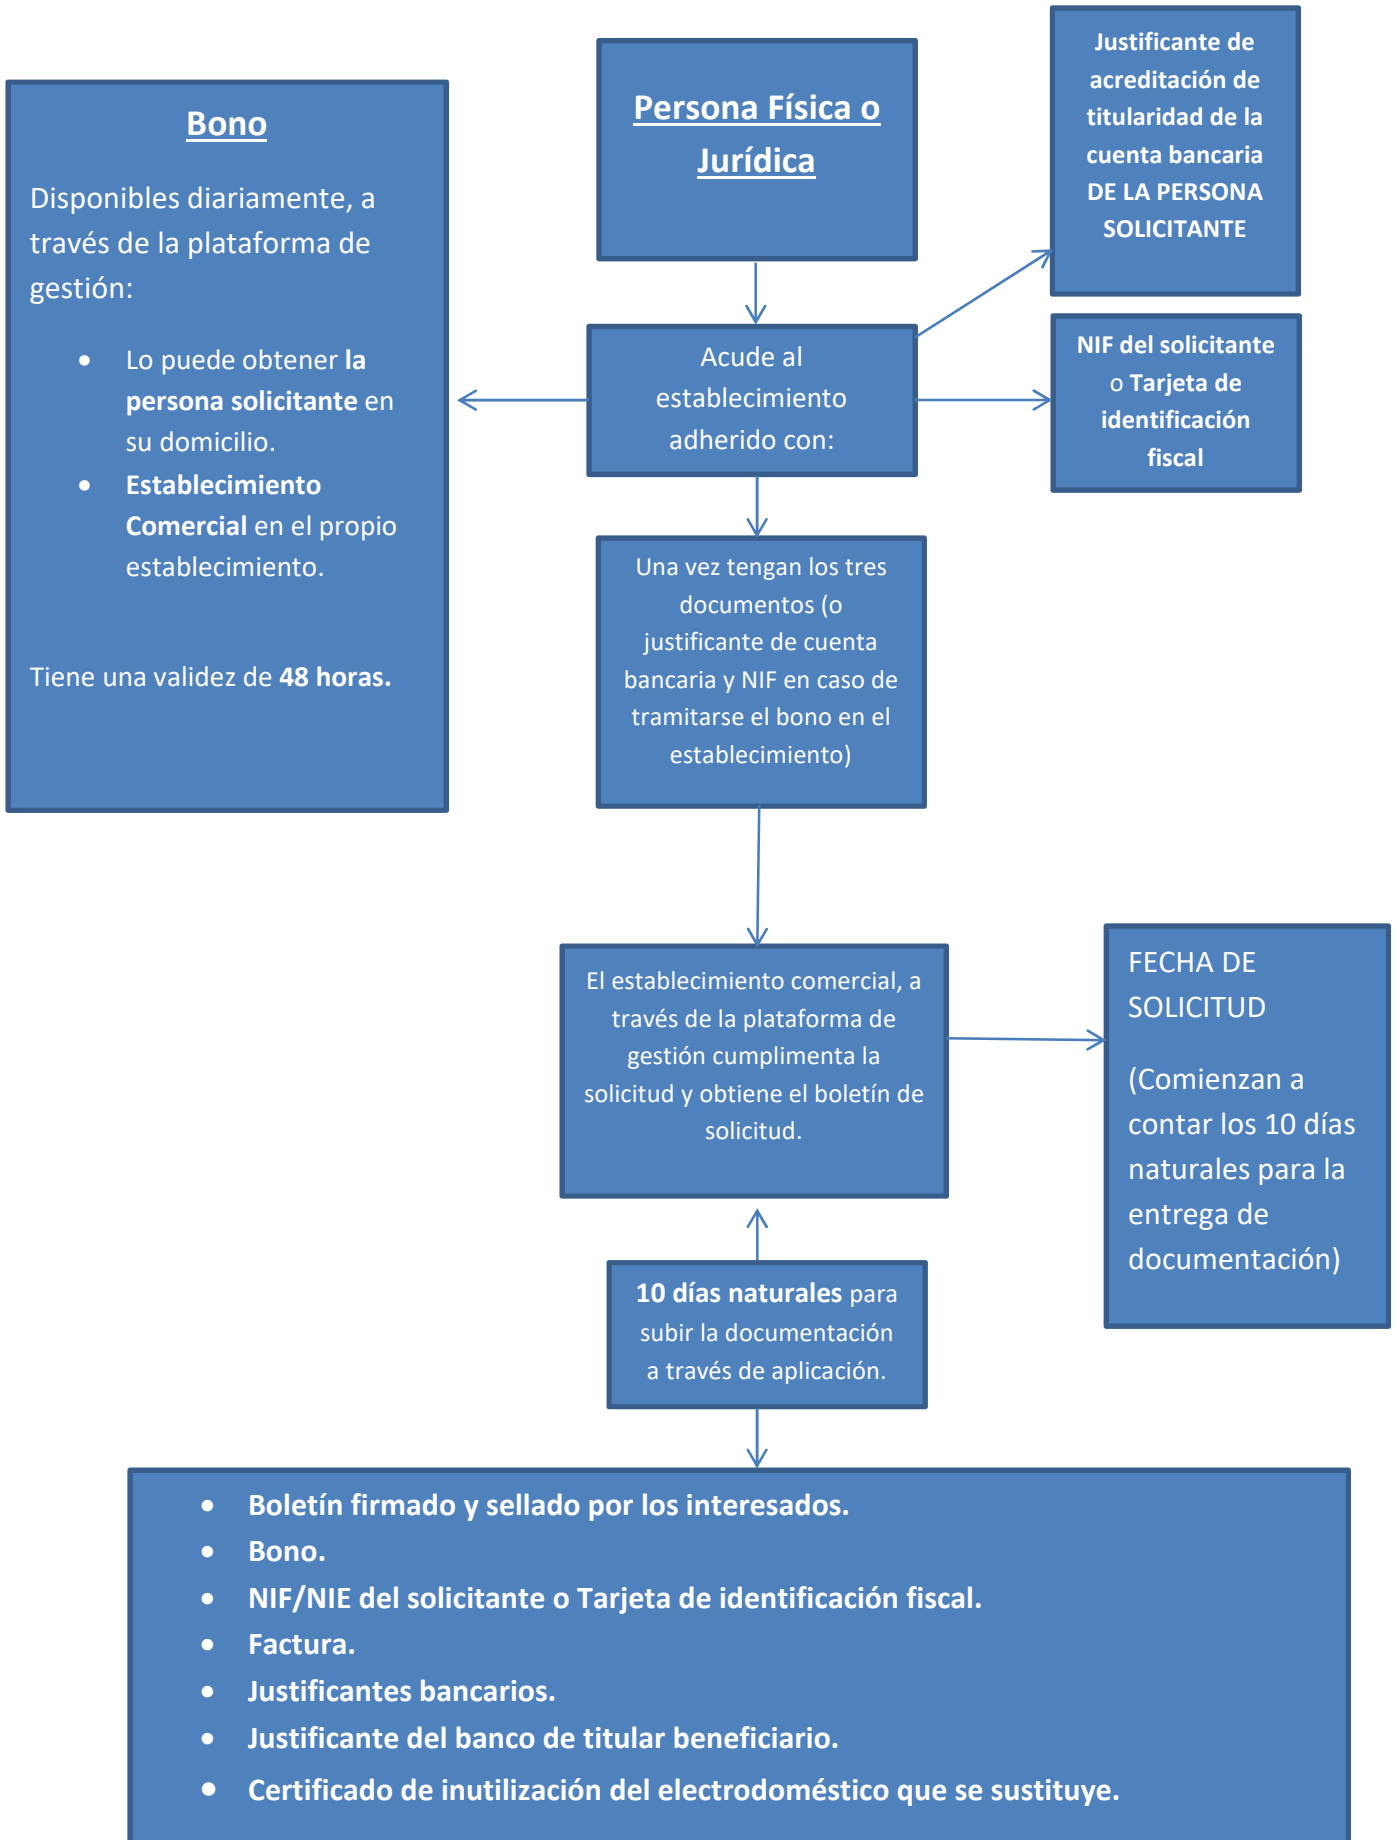 Persona Física o
Jurídica
Justificante de
acreditación de
titularidad de la
cuenta bancaria
DE LA PERSONA
SOLICITANTE
Bono
Disponibles diariamente, a
través de la plataforma de
gestión:
• Lo puede obtener la
persona solicitante en
su domicilio.
• Establecimiento
Comercial en el propio
establecimiento.
Tiene una validez de 48 horas.
Acude al
establecimiento
adherido con:
NIF del solicitante
o Tarjeta de
identificación
fiscal
Una vez tengan los tres
documentos (o
justificante de cuenta
bancaria y NIF en caso de
tramitarse el bono en el
establecimiento)
El establecimiento comercial, a
través de la plataforma de
gestión cumplimenta la
solicitud y obtiene el boletín de
solicitud.
FECHA DE
SOLICITUD
(Comienzan a
contar los 10 días
naturales para la
entrega de
documentación)
10 días naturales para
subir la documentación
a través de aplicación.
• Boletín firmado y sellado por los interesados.
• Bono.
• NIF/NIE del solicitante o Tarjeta de identificación fiscal.
• Factura.
• Justificantes bancarios.
• Justificante del banco de titular beneficiario.
• Certificado de inutilización del electrodoméstico que se sustituye.